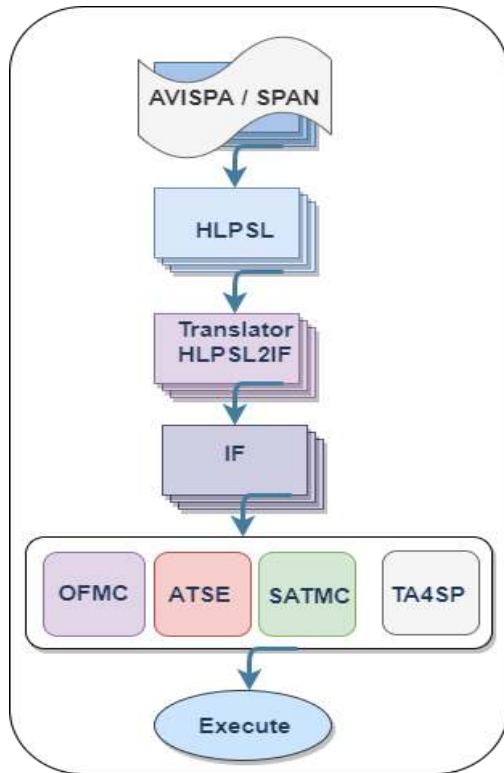 AVISPA / SPAN
HLPSL
Translator
HLPSL2IF
IF
OFMC ATSE SATMC TA4SP
Execute